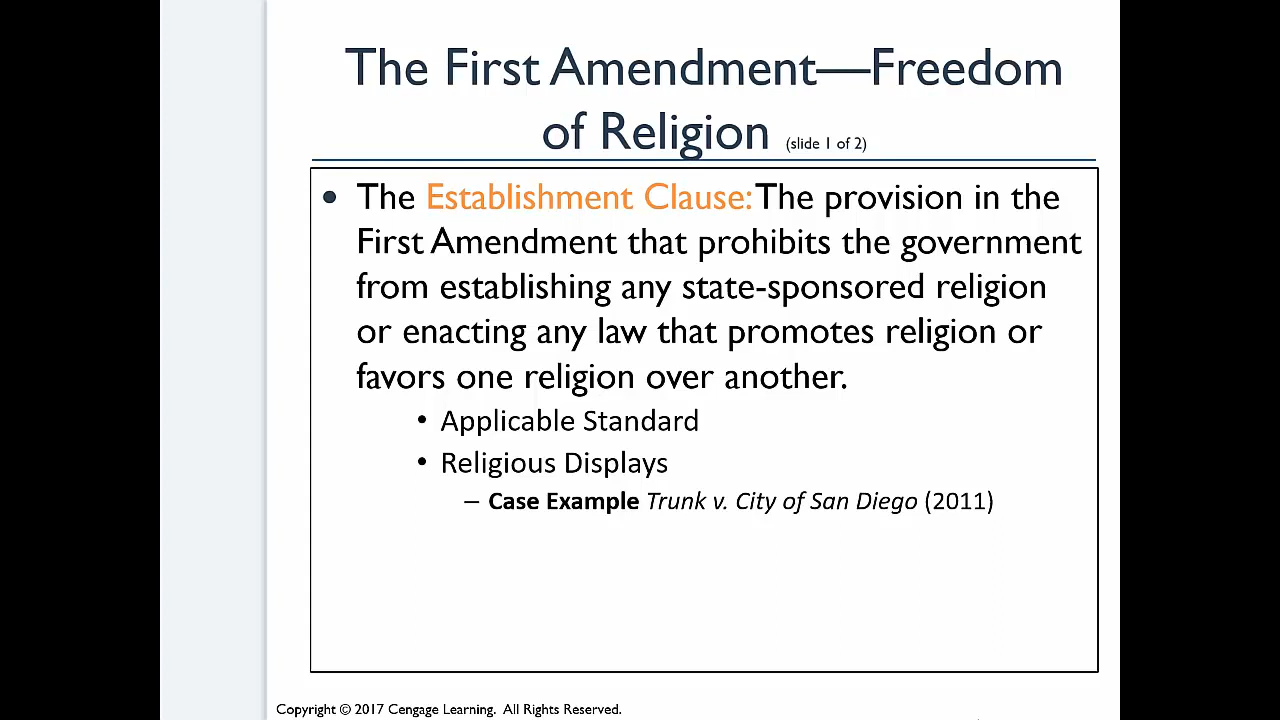 The First Amendment—Freedom
of Religion (slide 1 of 2)
• The Establishment Clause: The provision in the
First Amendment that prohibits the government
from establishing any state-sponsored religion
or enacting any law that promotes religion or
favors one religion over another.
• Applicable Standard
• Religious Displays
– Case Example Trunk v. City of San Diego (2011)
Copyright © 2017 Cengage Learning. All Rights Reserved.